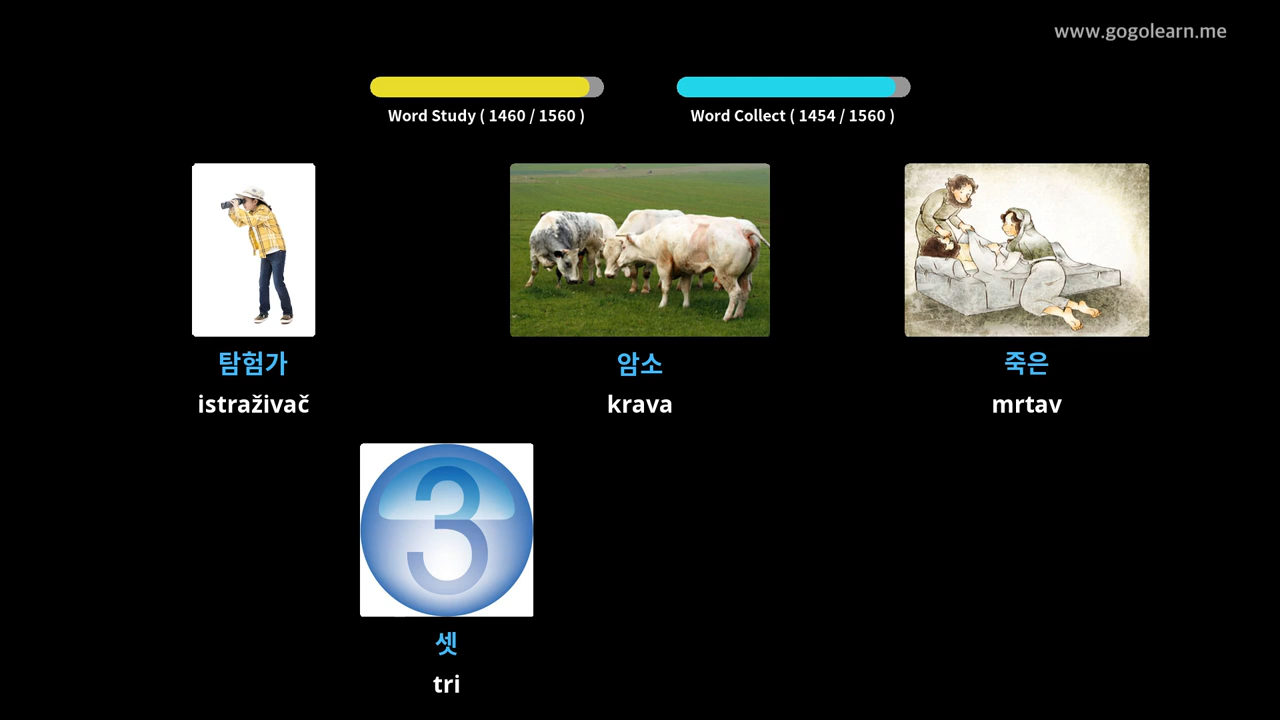 www.gogolearn.me
Word Study ( 1460 / 1560 )
Word Collect ( 1454 / 1560 )
탐험가
istraživač
암소
krava
죽은
mrtav
3
셋
tri